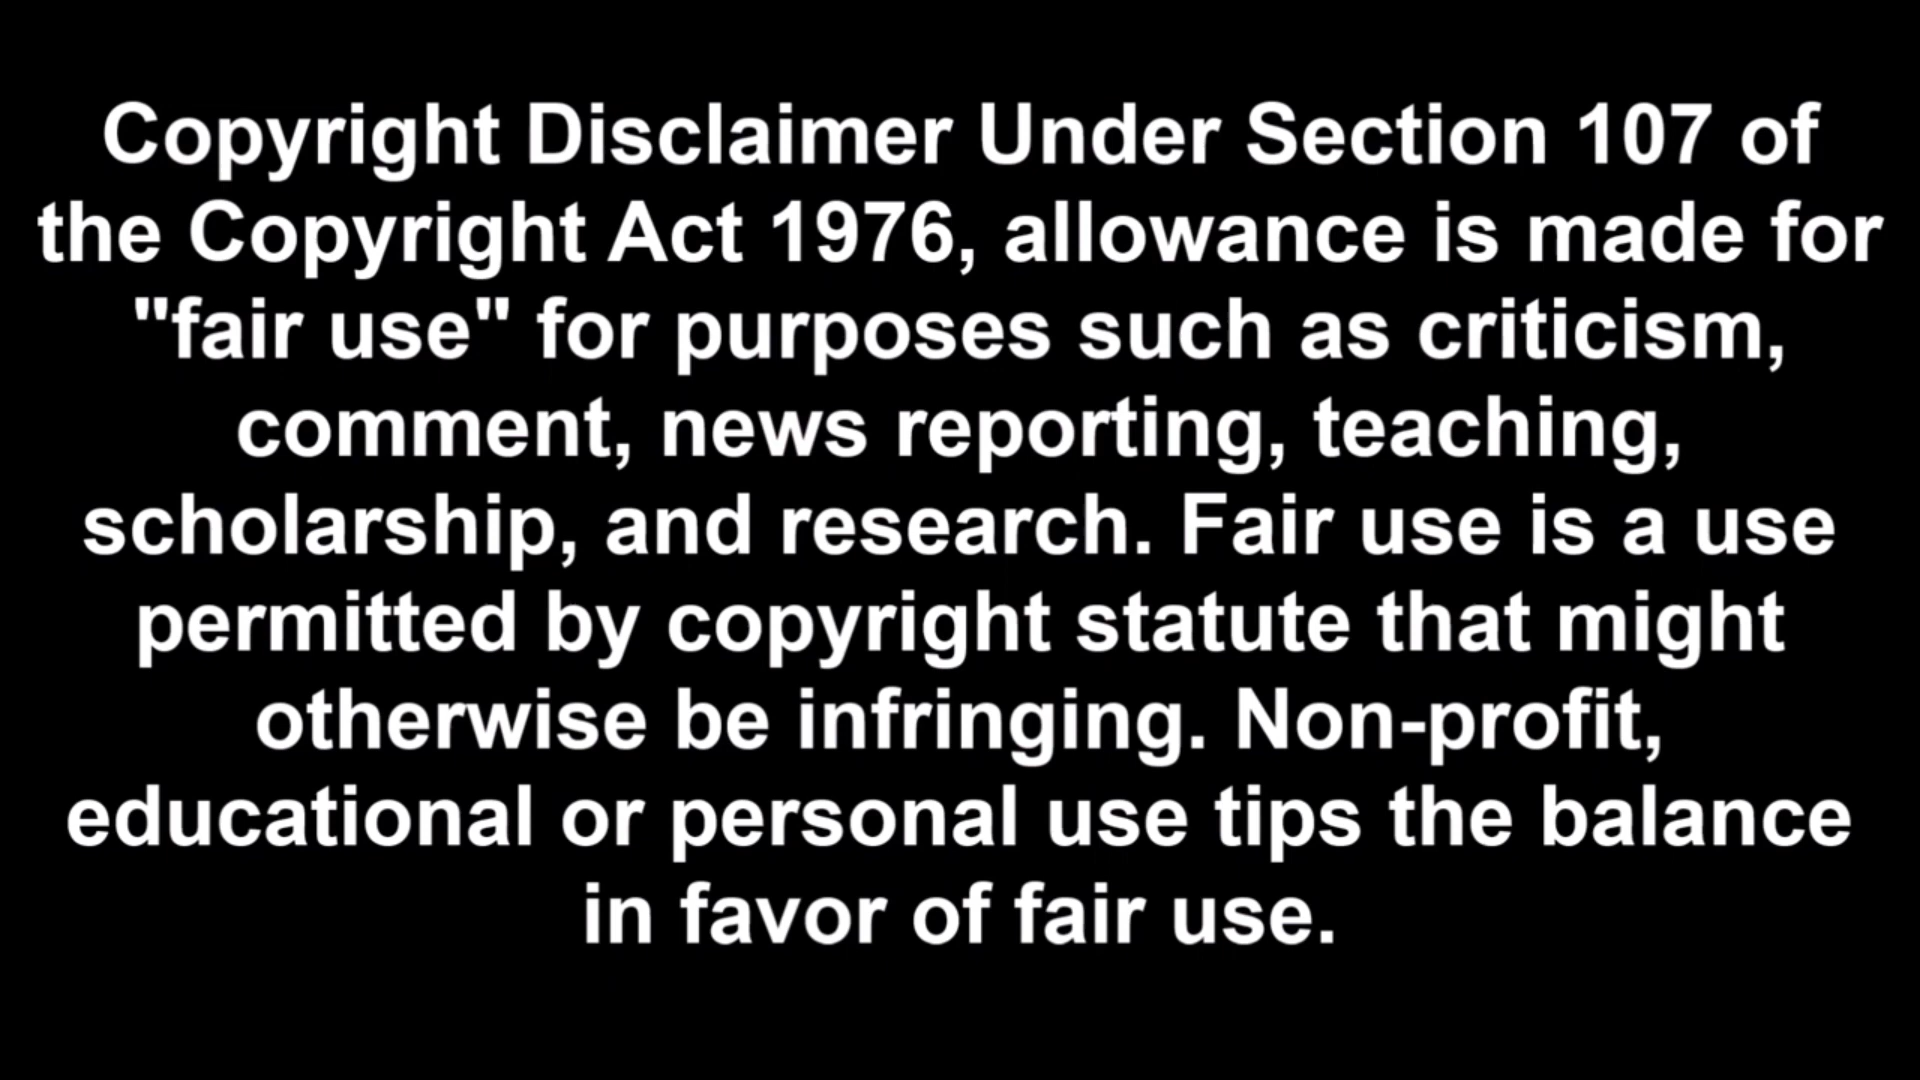 Copyright Disclaimer Under Section 107 of
the Copyright Act 1976, allowance is made for
"fair use" for purposes such as criticism,
comment, news reporting, teaching,
scholarship, and research. Fair use is a use
permitted by copyright statute that might
otherwise be infringing. Non-profit,
educational or personal use tips the balance
in favor of fair use.